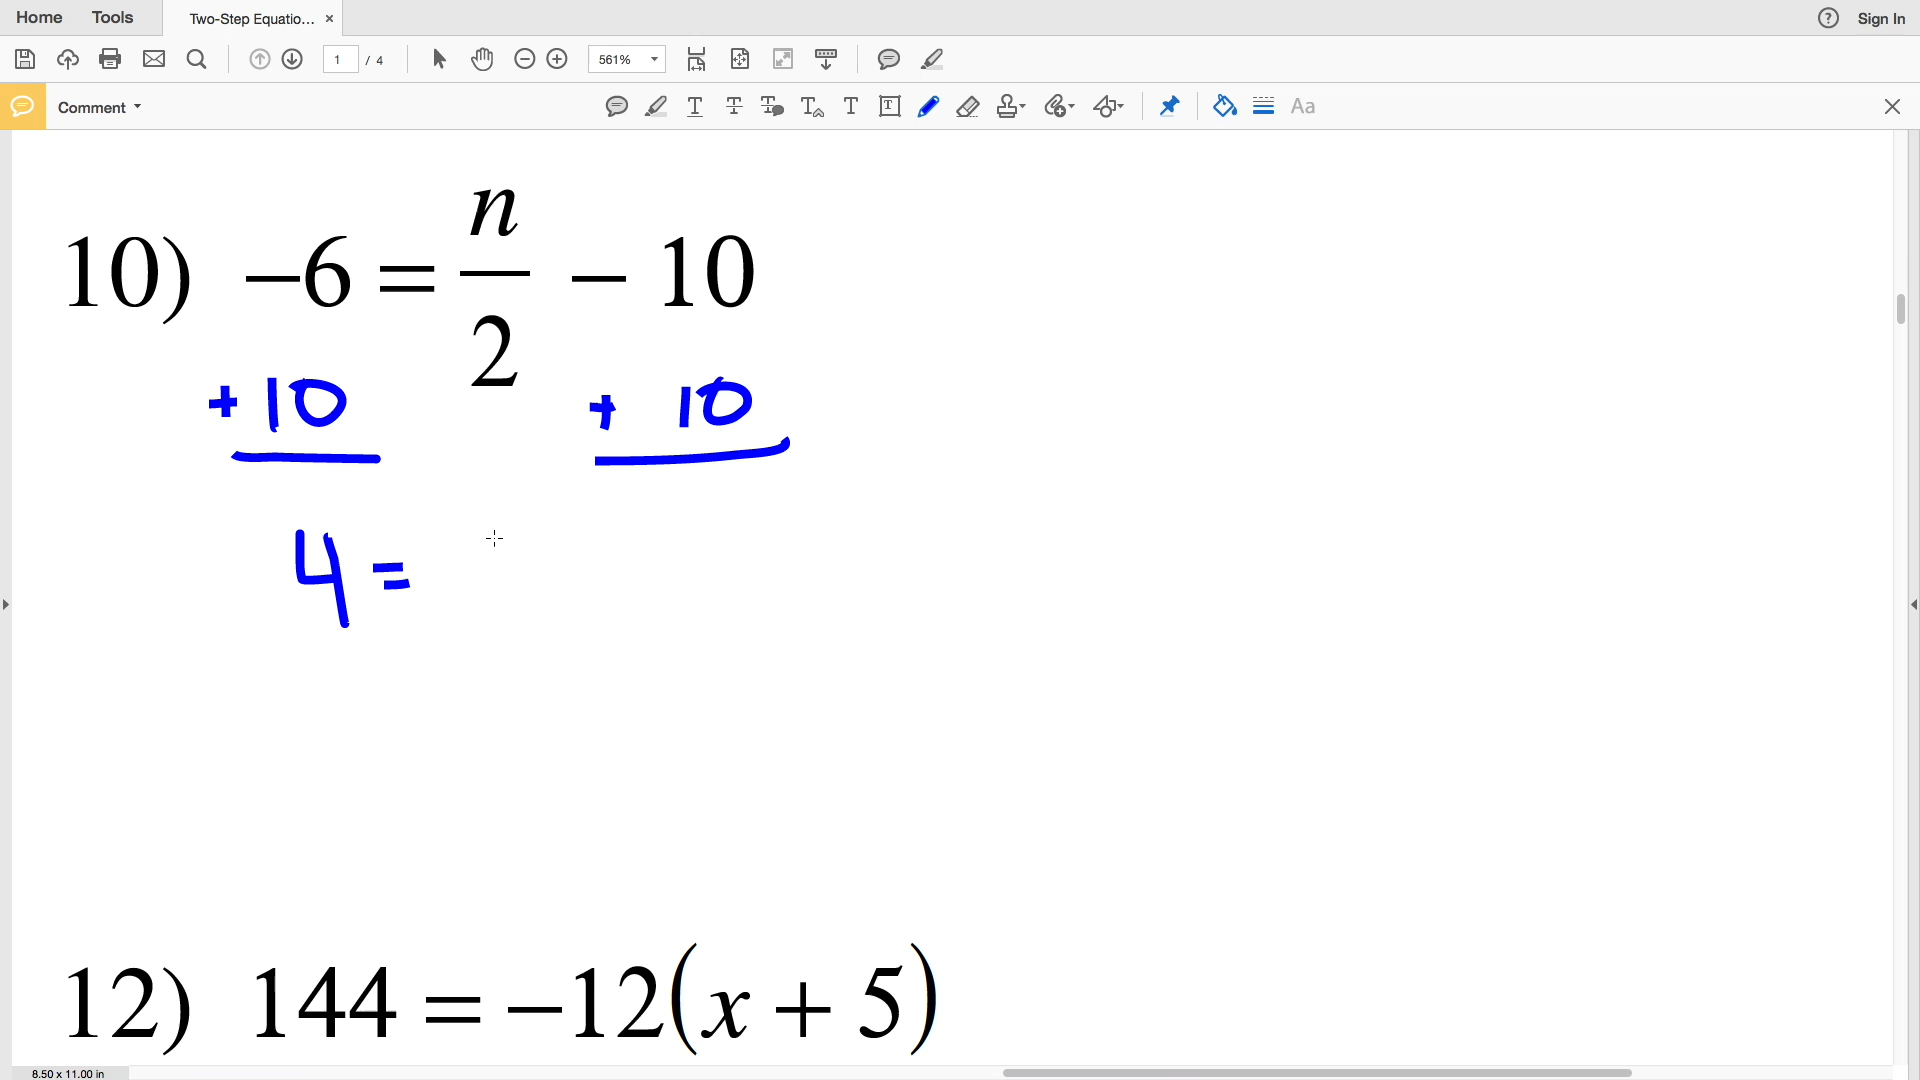 Home Tools Two-Step Equatio... × ? Sign In
1 / 4 561%
Comment T T T T T T Aa
10) −6 = n/2 − 10
+ 10 + 10
4 =
12) 144 = −12(x + 5)
8.50 x 11.00 in